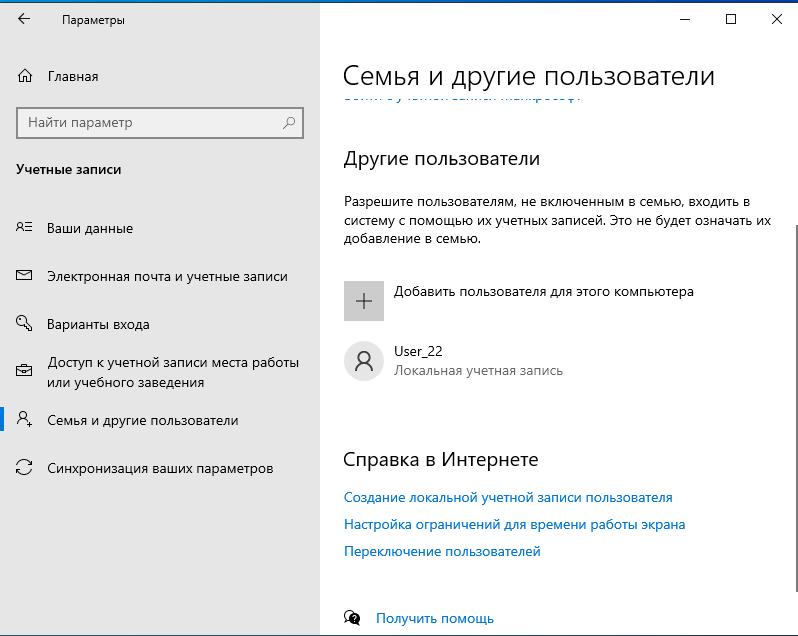 Параметры
Главная
Найти параметр
Учетные записи
Ваши данные
Электронная почта и учетные записи
Варианты входа
Доступ к учетной записи места работы
или учебного заведения
Семья и другие пользователи
Синхронизация ваших параметров
Семья и другие пользователи
Другие пользователи
Разрешите пользователям, не включенным в семью, входить в
систему с помощью их учетных записей. Это не будет означать их
добавление в семью.
Добавить пользователя для этого компьютера
User_22
Локальная учетная запись
Справка в Интернете
Создание локальной учетной записи пользователя
Настройка ограничений для времени работы экрана
Переключение пользователей
Получить помощь